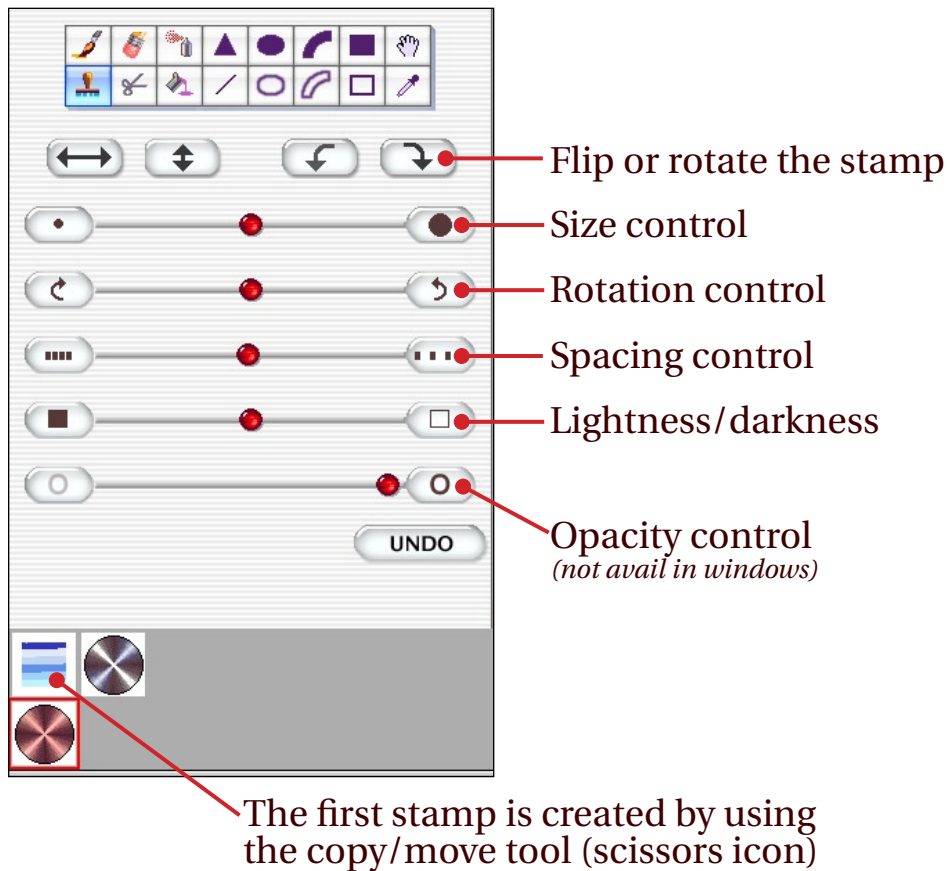 Flip or rotate the stamp
Size control
Rotation control
Spacing control
Lightness/darkness
Opacity control
UNDO
(not avail in windows)
The first stamp is created by using
the copy/move tool (scissors icon)